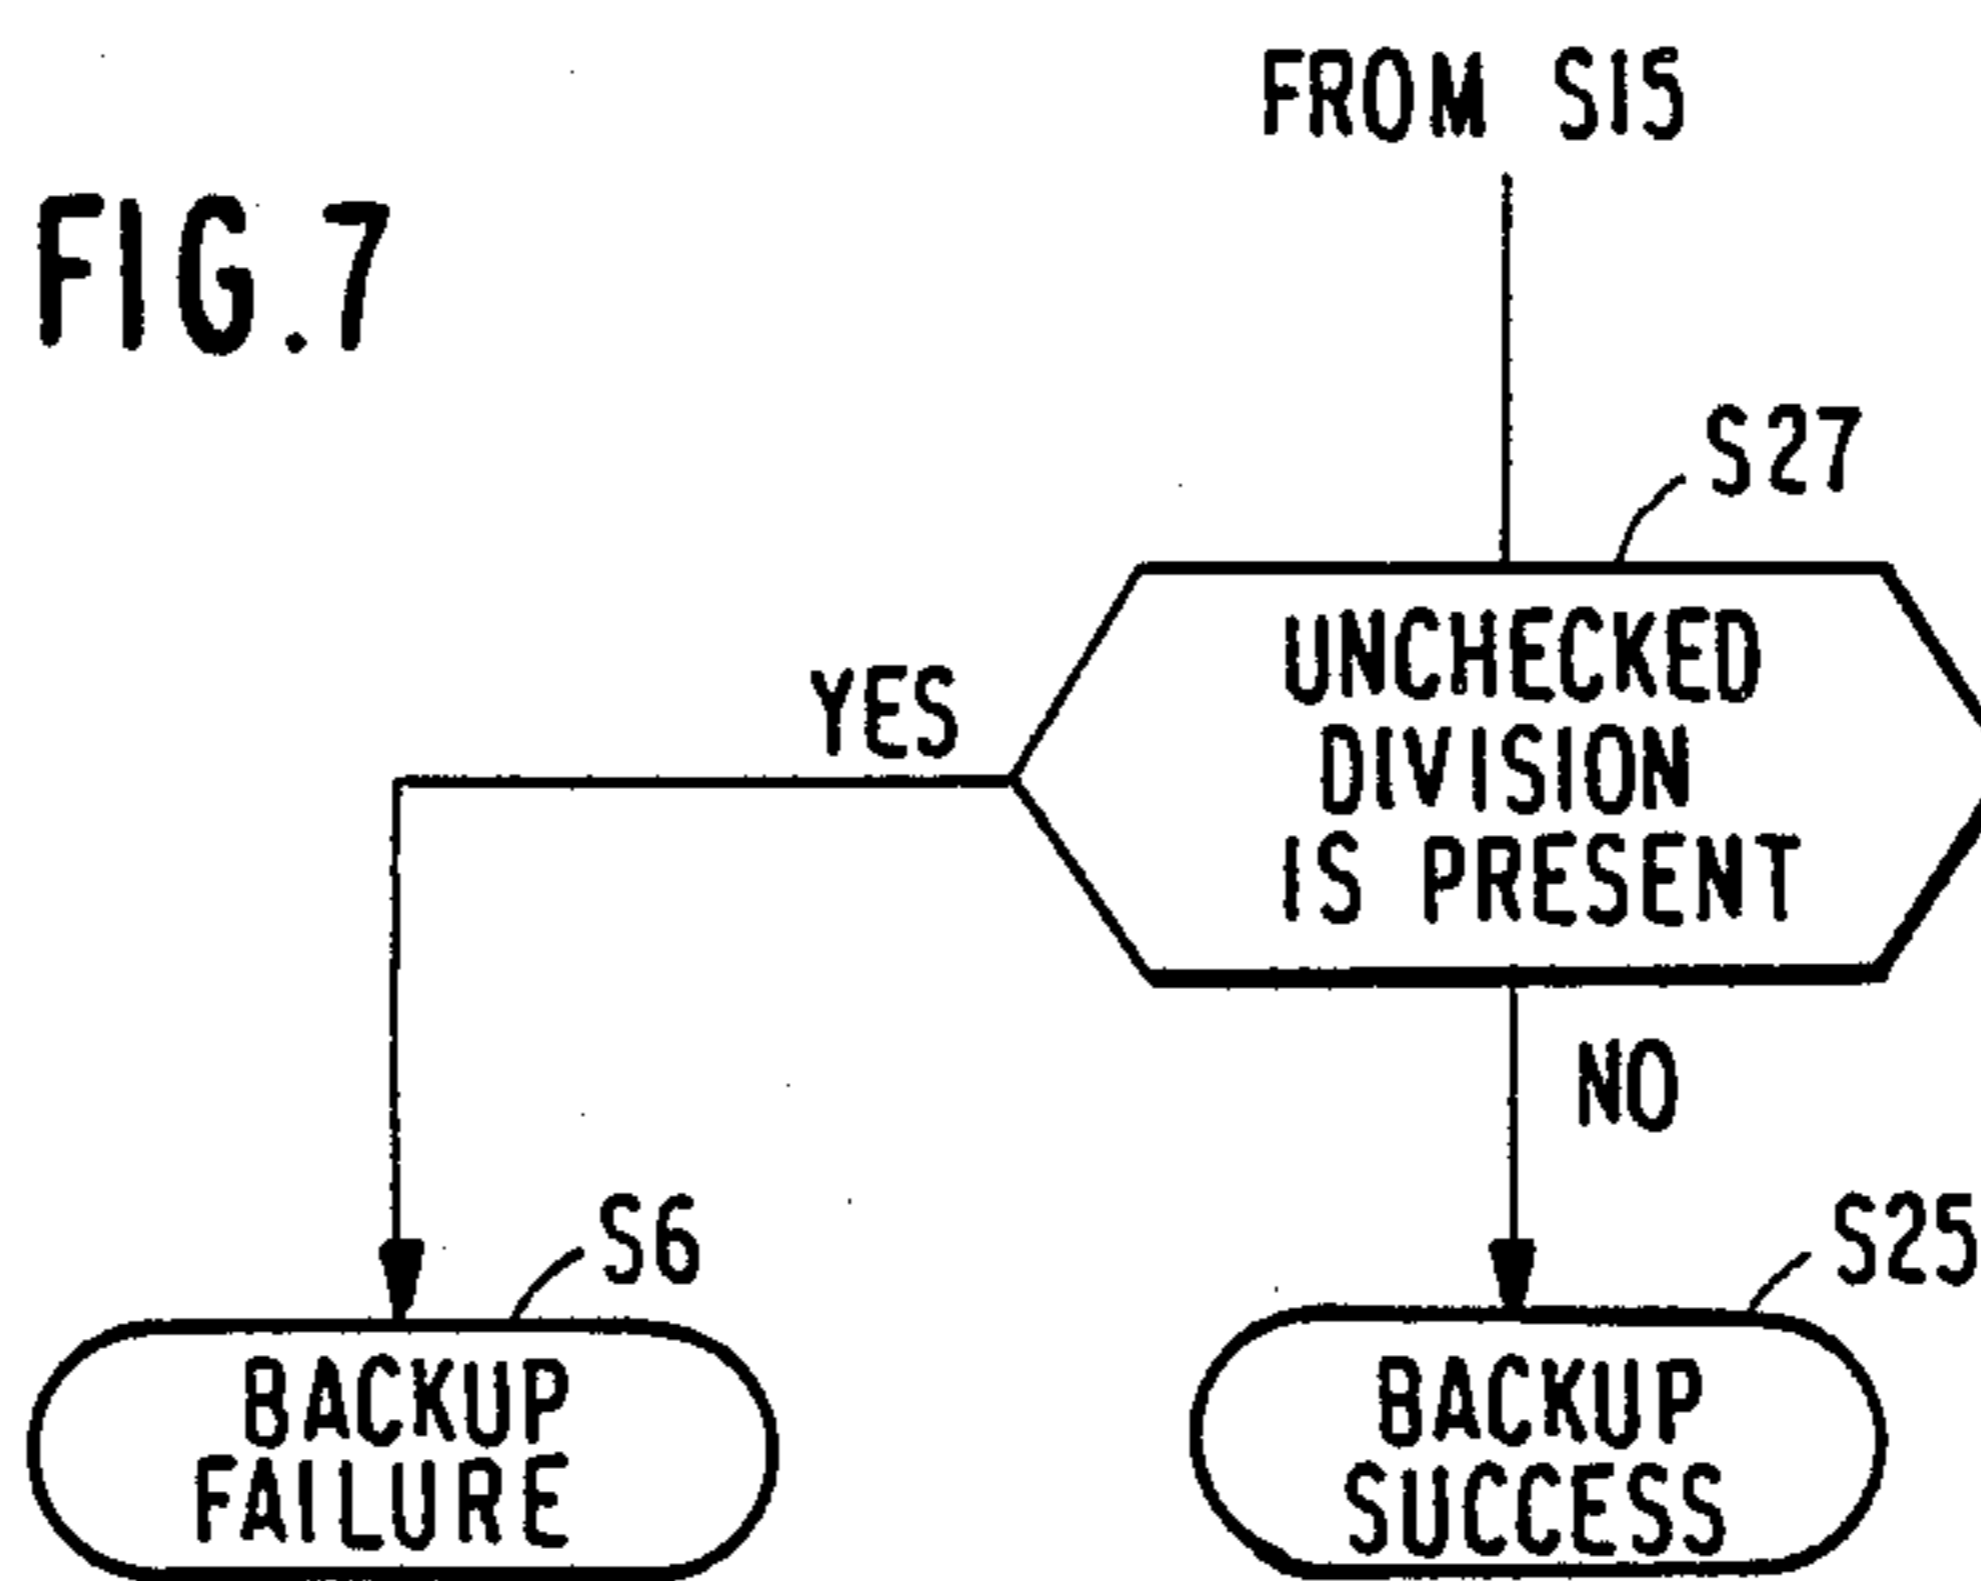 FROM S15
FIG.7
S27
UNCHECKED
DIVISION
IS PRESENT
YES
NO
S6
S25
BACKUP
FAILURE
BACKUP
SUCCESS